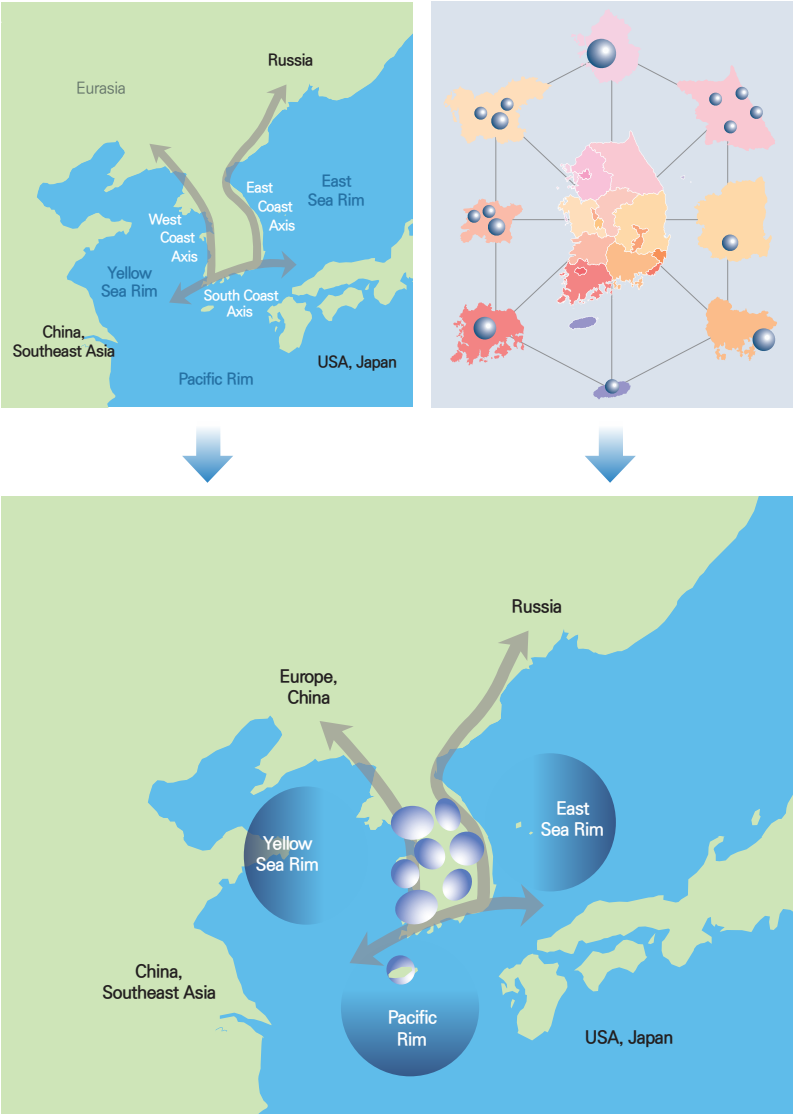 Russia
Eurasia
East
Coast
Axis
East
Sea Rim
West
Coast
Axis
Yellow
Sea Rim
South Coast
Axis
China,
Southeast Asia
USA, Japan
Pacific Rim
Russia
Europe,
China
East
Sea Rim
Yellow
Sea Rim
China,
Southeast Asia
Pacific
Rim
USA, Japan